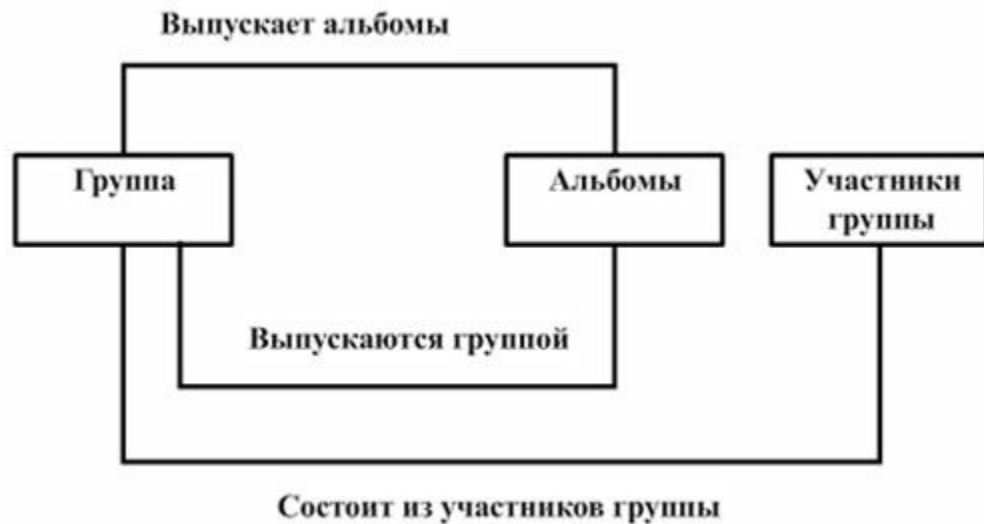 Выпускает альбомы
Группа
Альбомы
Участники
группы
Выпускаются группой
Состоит из участников группы